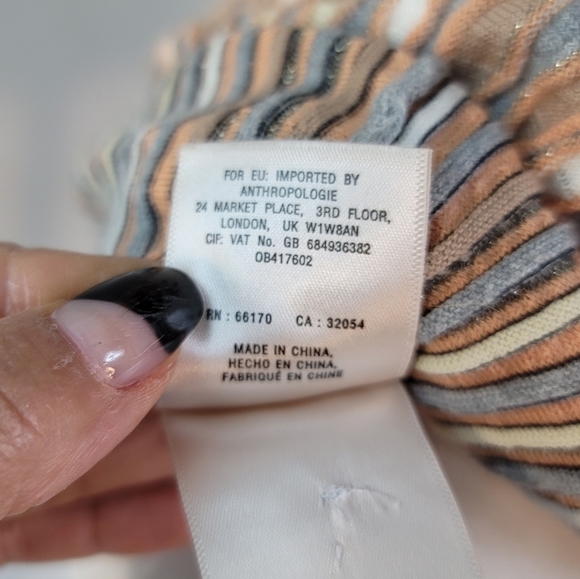 FOR EU: IMPORTED BY
ANTHROPOLOGIE
24 MARKET PLACE, 3RD FLOOR,
LONDON, UK W1W8AN
CIF: VAT No. GB 684936382
OB417602
RN : 66170 CA : 32054
MADE IN CHINA,
HECHO EN CHINA,
FABRIQUÉ EN CHINE